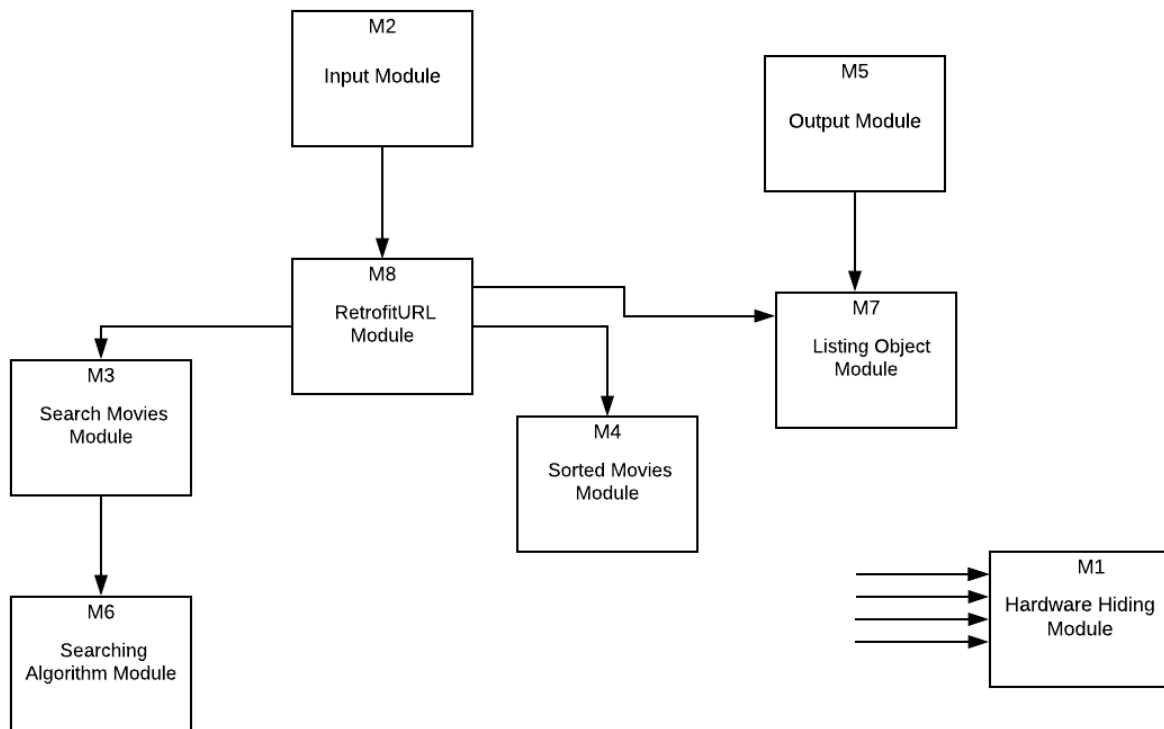 M2
Input Module
M5
Output Module
M8
RetrofitURL
Module
M7
Listing Object
Module
M3
Search Movies
Module
M4
Sorted Movies
Module
M1
Hardware Hiding
Module
M6
Searching
Algorithm Module